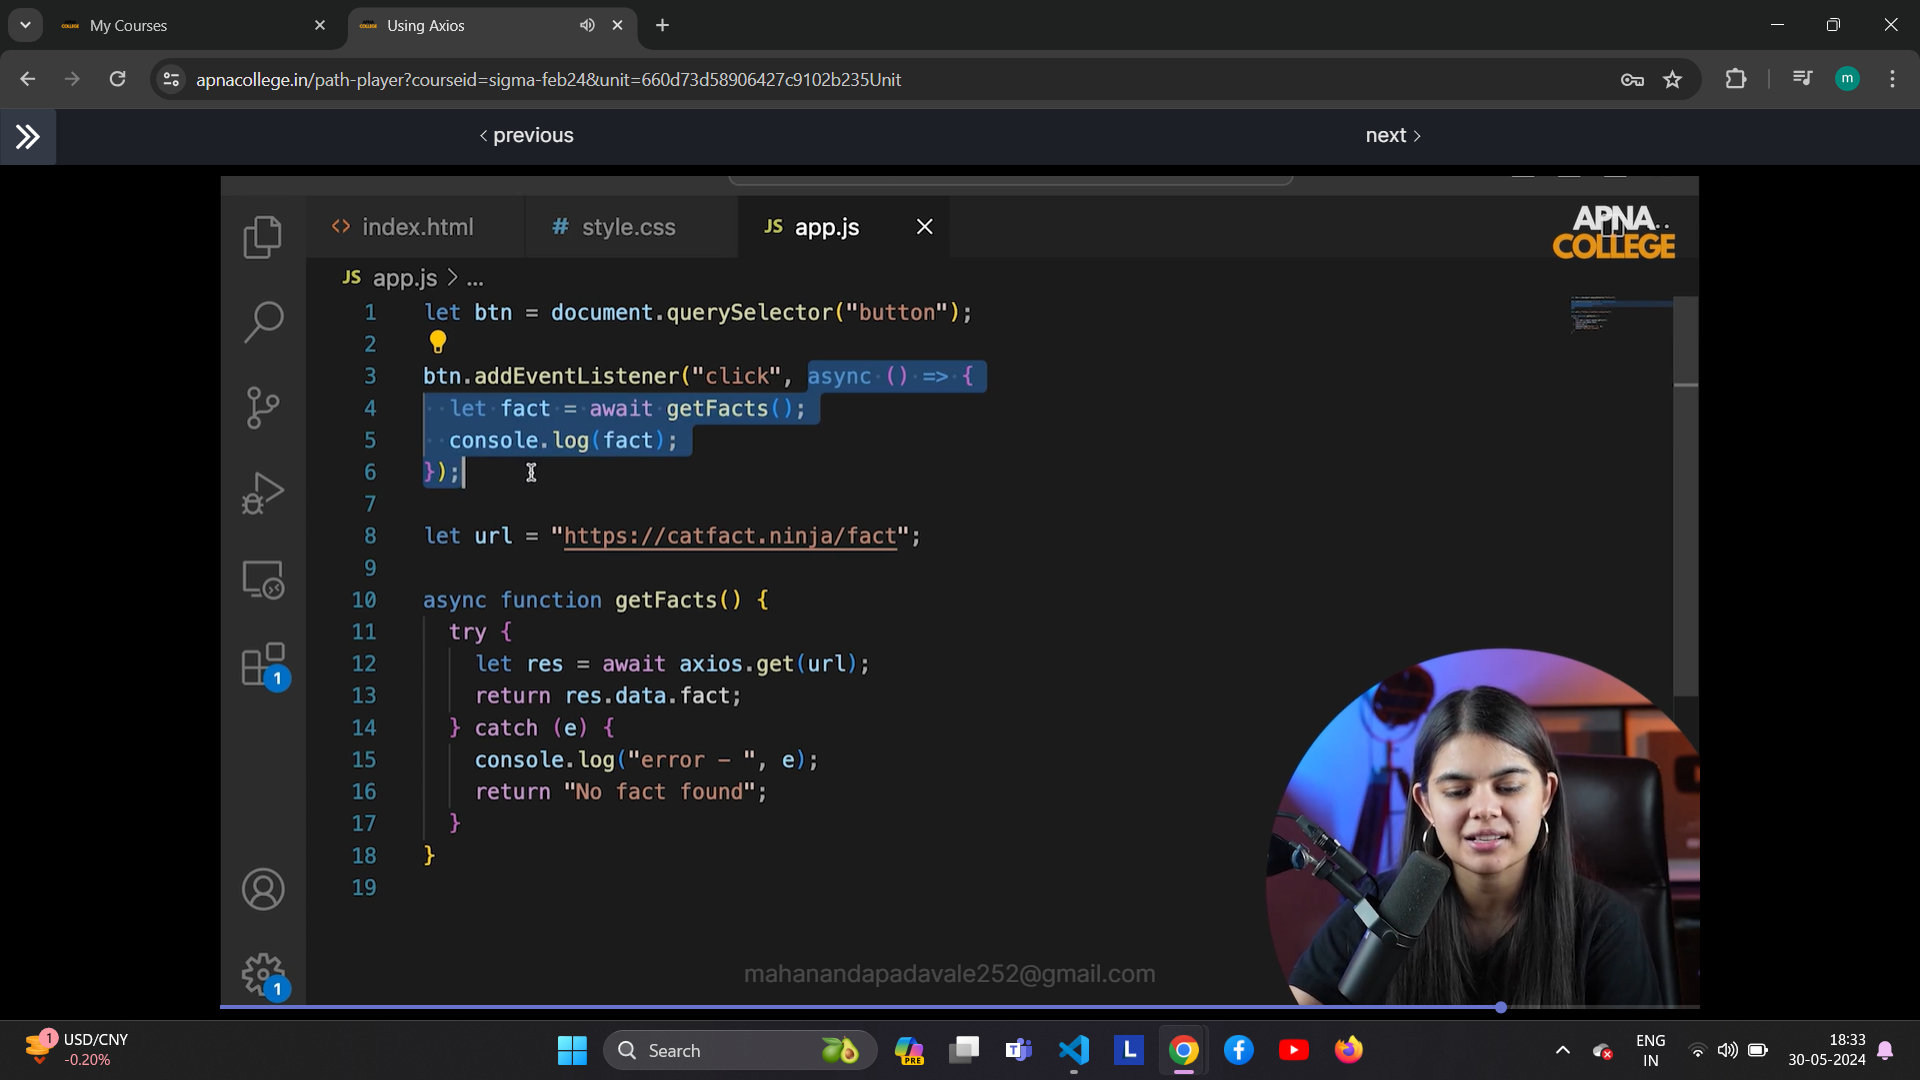 My Courses
Using Axios
apnacollege.in/path-player?courseid=sigma-feb24&unit=660d73d58906427c9102b235Unit
m
‹ previous
next ›
<> index.html
# style.css
JS app.js
APNA
COLLEGE
JS app.js > ...
1 let btn = document.querySelector("button");
2
3 btn.addEventListener("click", async () => {
4 let fact = await getFacts();
5 console.log(fact);
6 });
7
8 let url = "https://catfact.ninja/fact";
9
10 async function getFacts() {
11 try {
12 let res = await axios.get(url);
13 return res.data.fact;
14 } catch (e) {
15 console.log("error – ", e);
16 return "No fact found";
17 }
18 }
19
1
1
mahanandapadavale252@gmail.com
1
USD/CNY
-0.20%
Search
PRE
L
ENG
IN
18:33
30-05-2024